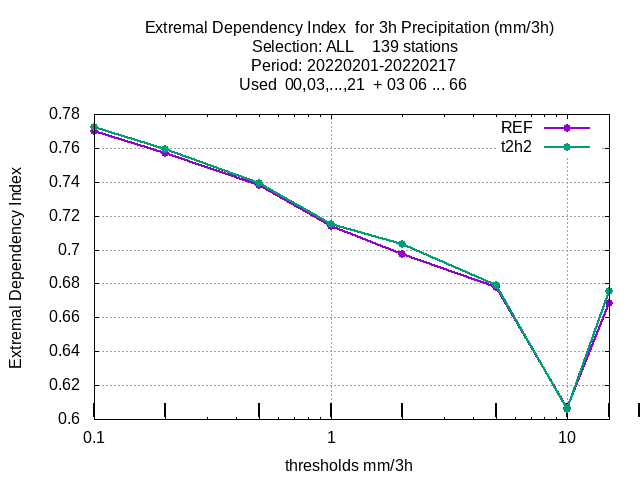 Extremal Dependency Index  for 3h Precipitation (mm/3h)
Selection: ALL    139 stations
Period: 20220201-20220217
Used  00,03,...,21  + 03 06 ... 66
REF
t2h2
0.78
0.76
0.74
0.72
0.7
0.68
0.66
0.64
0.62
0.6
Extremal Dependency Index
0.1
1
10
thresholds mm/3h